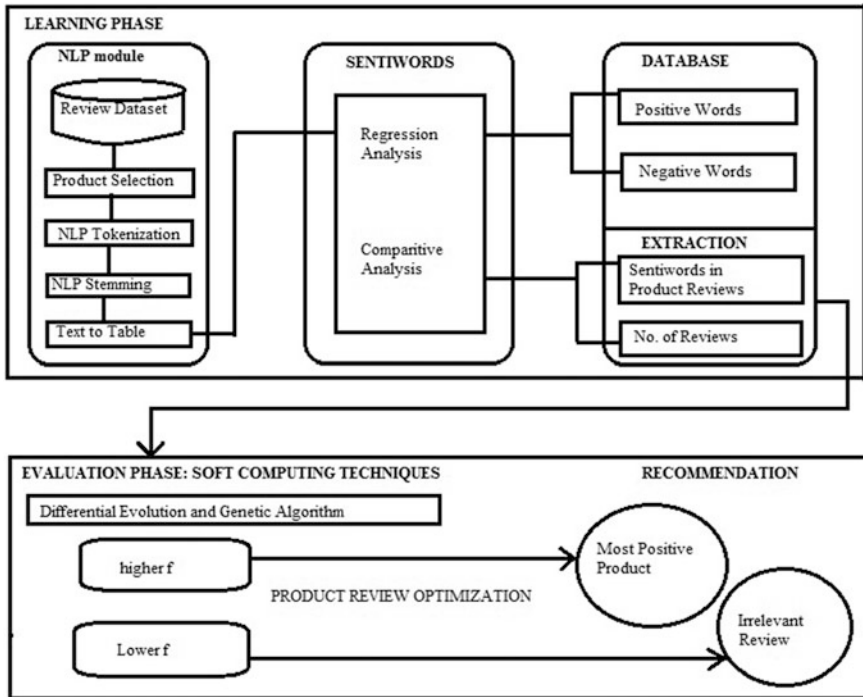 LEARNING PHASE
NLP module
Review Dataset
Product Selection
NLP Tokenization
NLP Stemming
Text to Table
SENTIWORDS
Regression
Analysis
Comparitive
Analysis
DATABASE
Positive Words
Negative Words
EXTRACTION
Sentiwords in
Product Reviews
No. of Reviews
EVALUATION PHASE: SOFT COMPUTING TECHNIQUES
RECOMMENDATION
Differential Evolution and Genetic Algorithm
higher f
PRODUCT REVIEW OPTIMIZATION
Lower f
Most Positive
Product
Irrelevant
Review